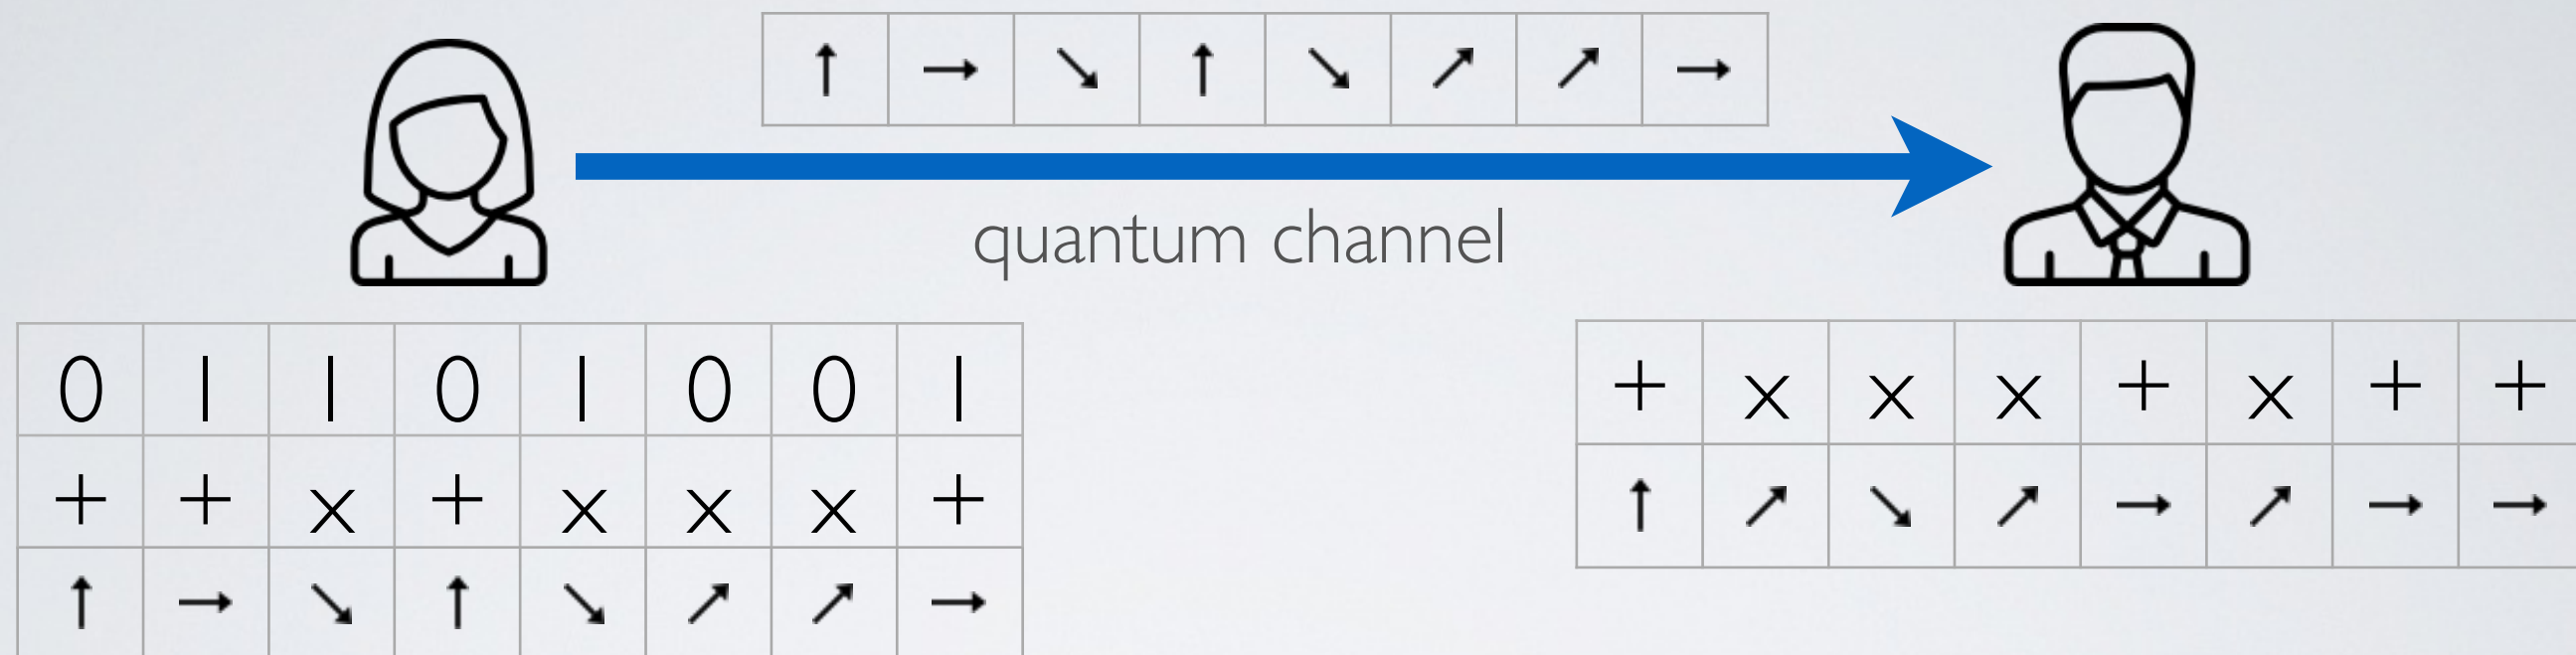 ↑ → ↘ ↑ ↘ ↗ ↗ →
quantum channel
0 1 1 0 1 0 0 1
+ + × + × × × +
↑ → ↘ ↑ ↘ ↗ ↗ →
+ × × × + × + +
↑ ↗ ↘ ↗ → ↗ → →